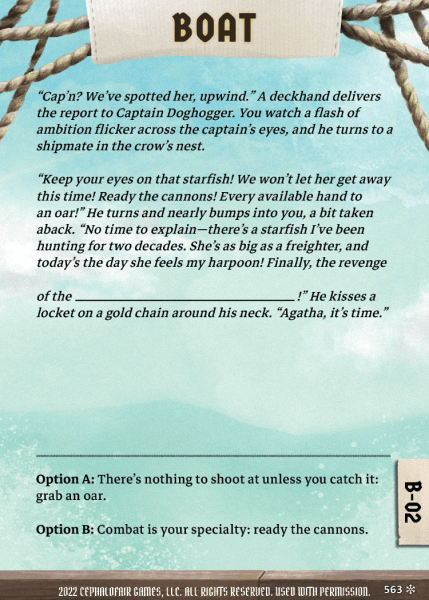 BOAT
“Cap’n? We’ve spotted her, upwind.” A deckhand delivers
the report to Captain Doghogger. You watch a flash of
ambition flicker across the captain’s eyes, and he turns to a
shipmate in the crow’s nest.
“Keep your eyes on that starfish! We won’t let her get away
this time! Ready the cannons! Every available hand to
an oar!” He turns and nearly bumps into you, a bit taken
aback. “No time to explain—there’s a starfish I’ve been
hunting for two decades. She’s as big as a freighter, and
today’s the day she feels my harpoon! Finally, the revenge
of the ______________________________ !” He kisses a
locket on a gold chain around his neck. “Agatha, it’s time.”
Option A: There’s nothing to shoot at unless you catch it:
grab an oar.
Option B: Combat is your specialty: ready the cannons.
B-02
2022 CEPHALOFAIR GAMES, LLC. ALL RIGHTS RESERVED. USED WITH PERMISSION. 563